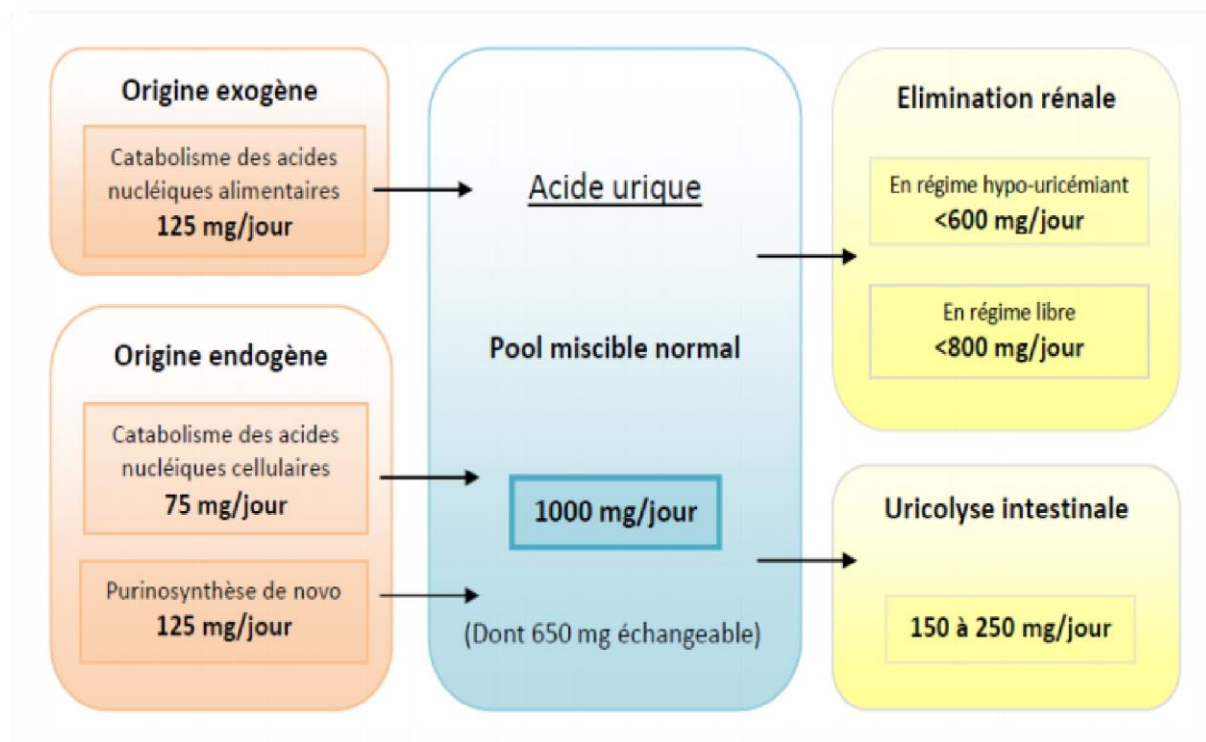 Origine exogène
Catabolisme des acides
nucléiques alimentaires
125 mg/jour
Origine endogène
Catabolisme des acides
nucléiques cellulaires
75 mg/jour
Purinosynthèse de novo
125 mg/jour
Acide urique
Pool miscible normal
1000 mg/jour
(Dont 650 mg échangeable)
Elimination rénale
En régime hypo-uricémiant
<600 mg/jour
En régime libre
<800 mg/jour
Uricolyse intestinale
150 à 250 mg/jour